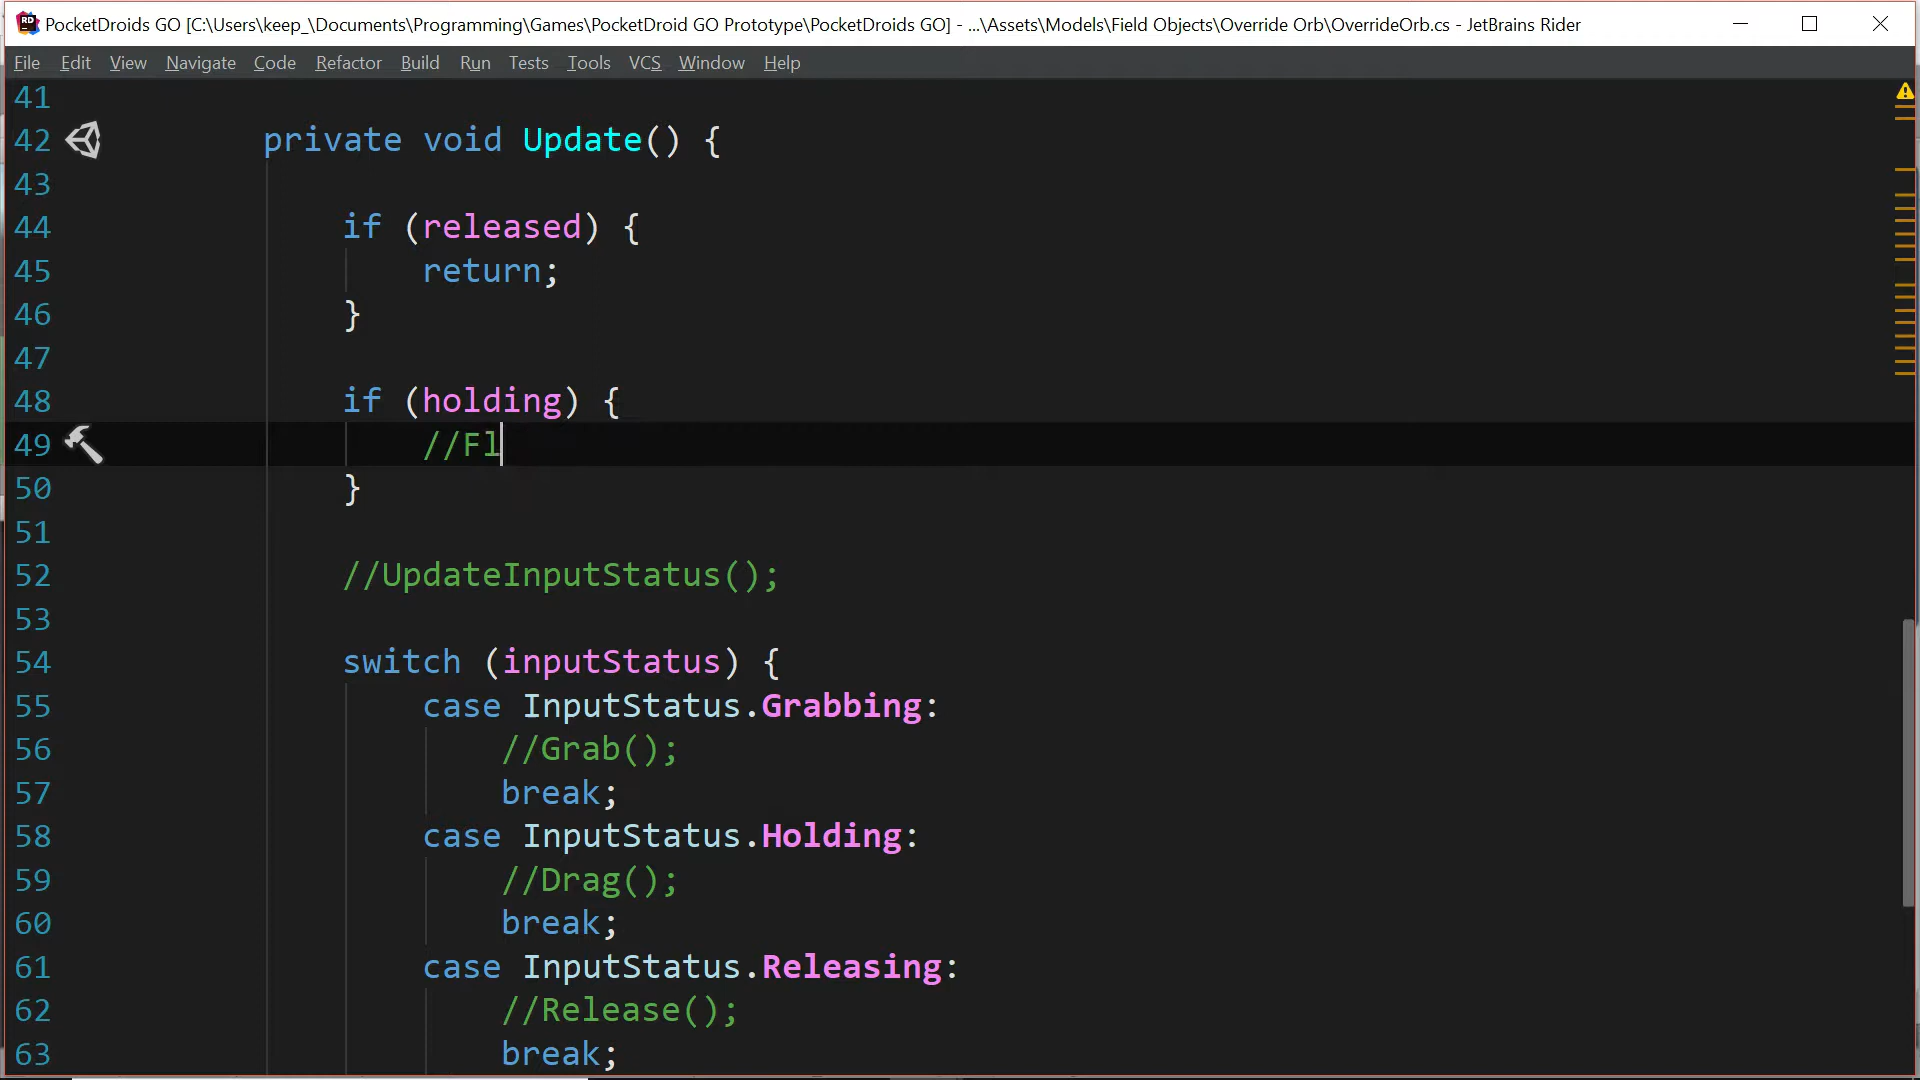 PocketDroids GO [C:\Users\keep_\Documents\Programming\Games\PocketDroid GO Prototype\PocketDroids GO] - ...\Assets\Models\Field Objects\Override Orb\OverrideOrb.cs - JetBrains Rider
File Edit View Navigate Code Refactor Build Run Tests Tools VCS Window Help
41
42 private void Update() {
43
44 if (released) {
45 return;
46 }
47
48 if (holding) {
49 //Fl
50 }
51
52 //UpdateInputStatus();
53
54 switch (inputStatus) {
55 case InputStatus.Grabbing:
56 //Grab();
57 break;
58 case InputStatus.Holding:
59 //Drag();
60 break;
61 case InputStatus.Releasing:
62 //Release();
63 break;